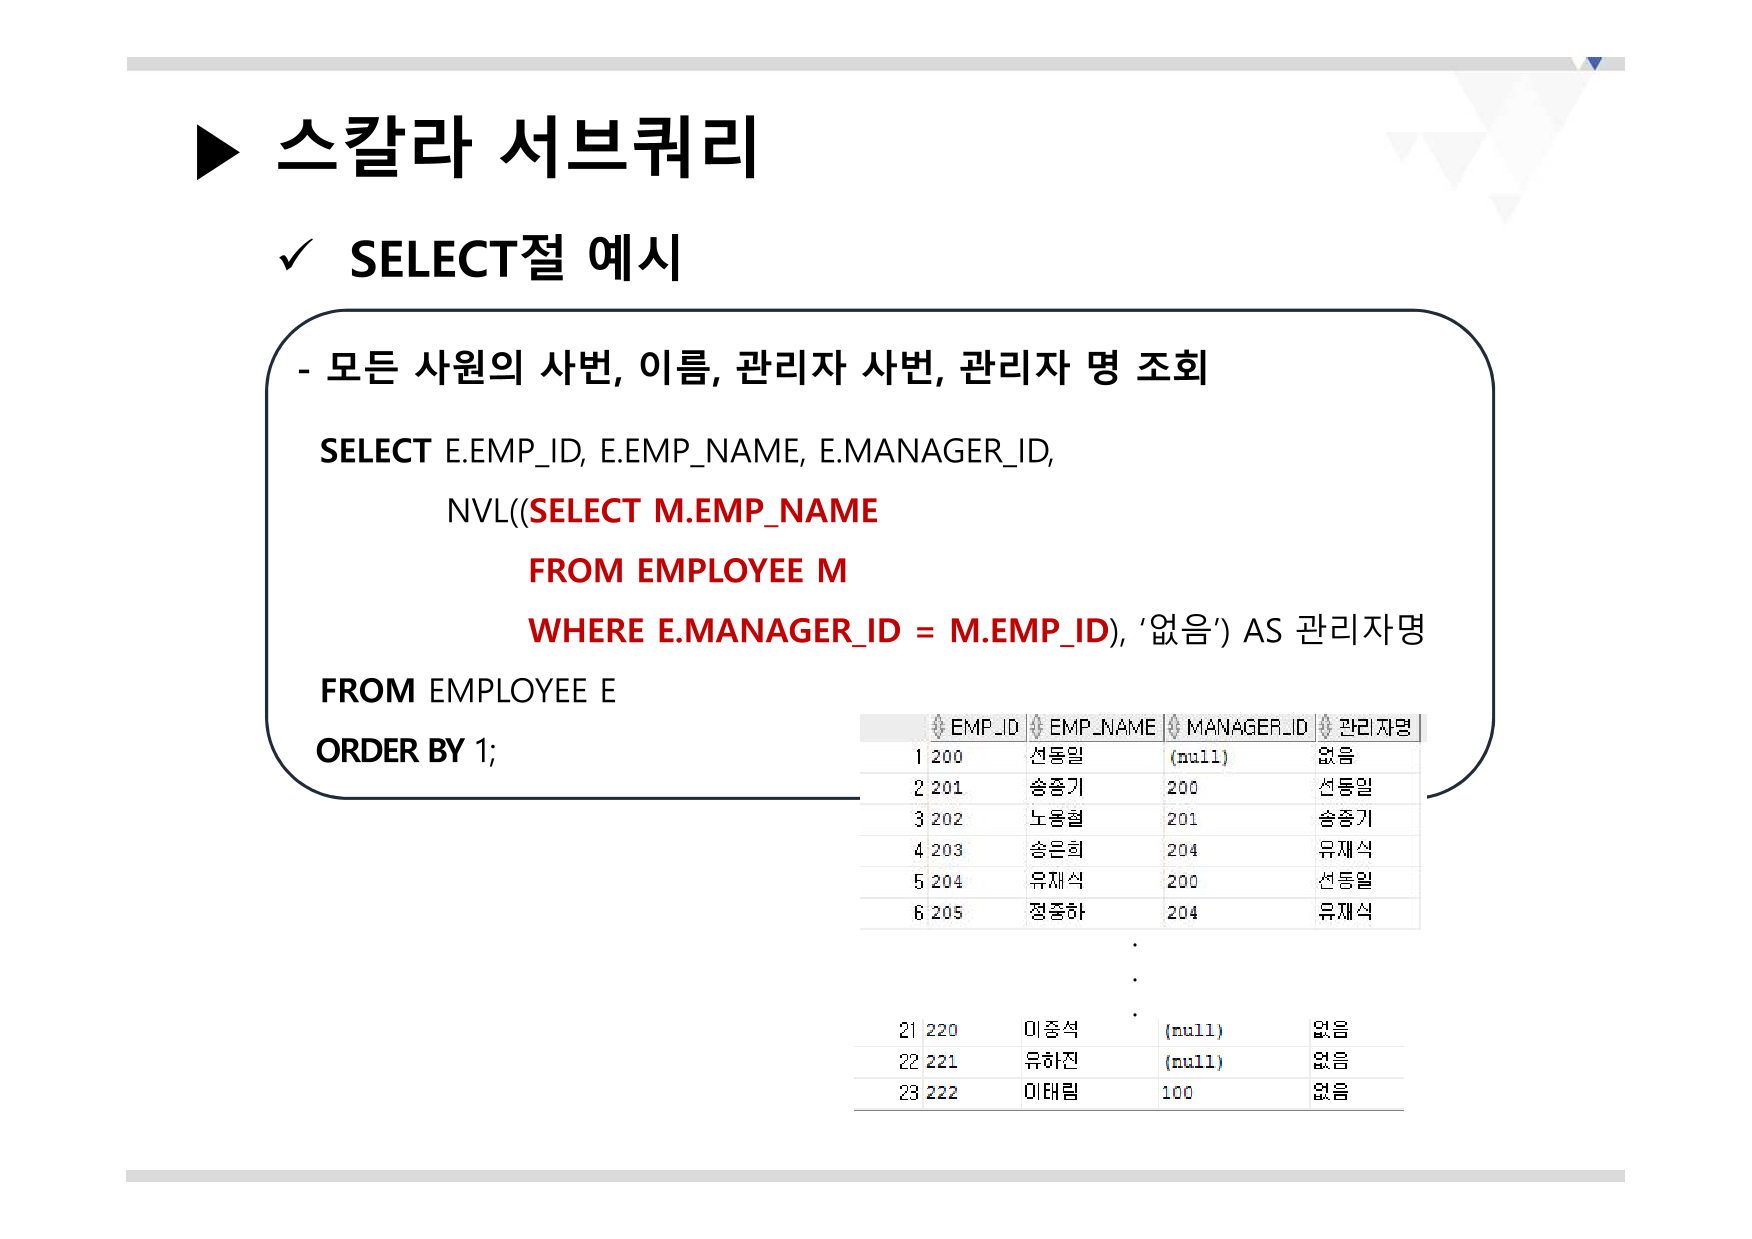 ▶ 스칼라 서브쿼리
✓ SELECT절 예시
- 모든 사원의 사번, 이름, 관리자 사번, 관리자 명 조회
SELECT E.EMP_ID, E.EMP_NAME, E.MANAGER_ID,
NVL((SELECT M.EMP_NAME
FROM EMPLOYEE M
WHERE E.MANAGER_ID = M.EMP_ID), ‘없음’) AS 관리자명
FROM EMPLOYEE E
ORDER BY 1;
EMP_ID EMP_NAME MANAGER_ID 관리자명
1 200 선동일 (null) 없음
2 201 송종기 200 선동일
3 202 노옹철 201 송종기
4 203 송은희 204 유재식
5 204 유재식 200 선동일
6 205 정중하 204 유재식
.
.
.
21 220 이중석 (null) 없음
22 221 유하진 (null) 없음
23 222 이태림 100 없음